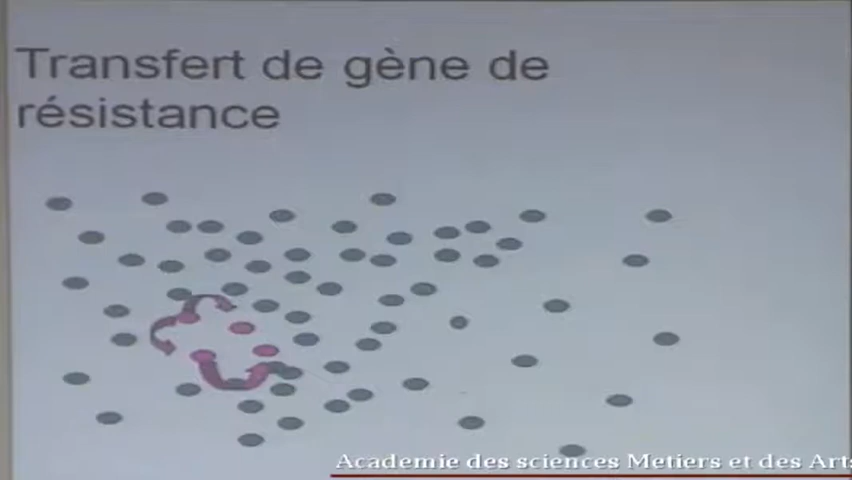 Transfert de gène de
résistance
Academie des sciences Metiers et des Arts